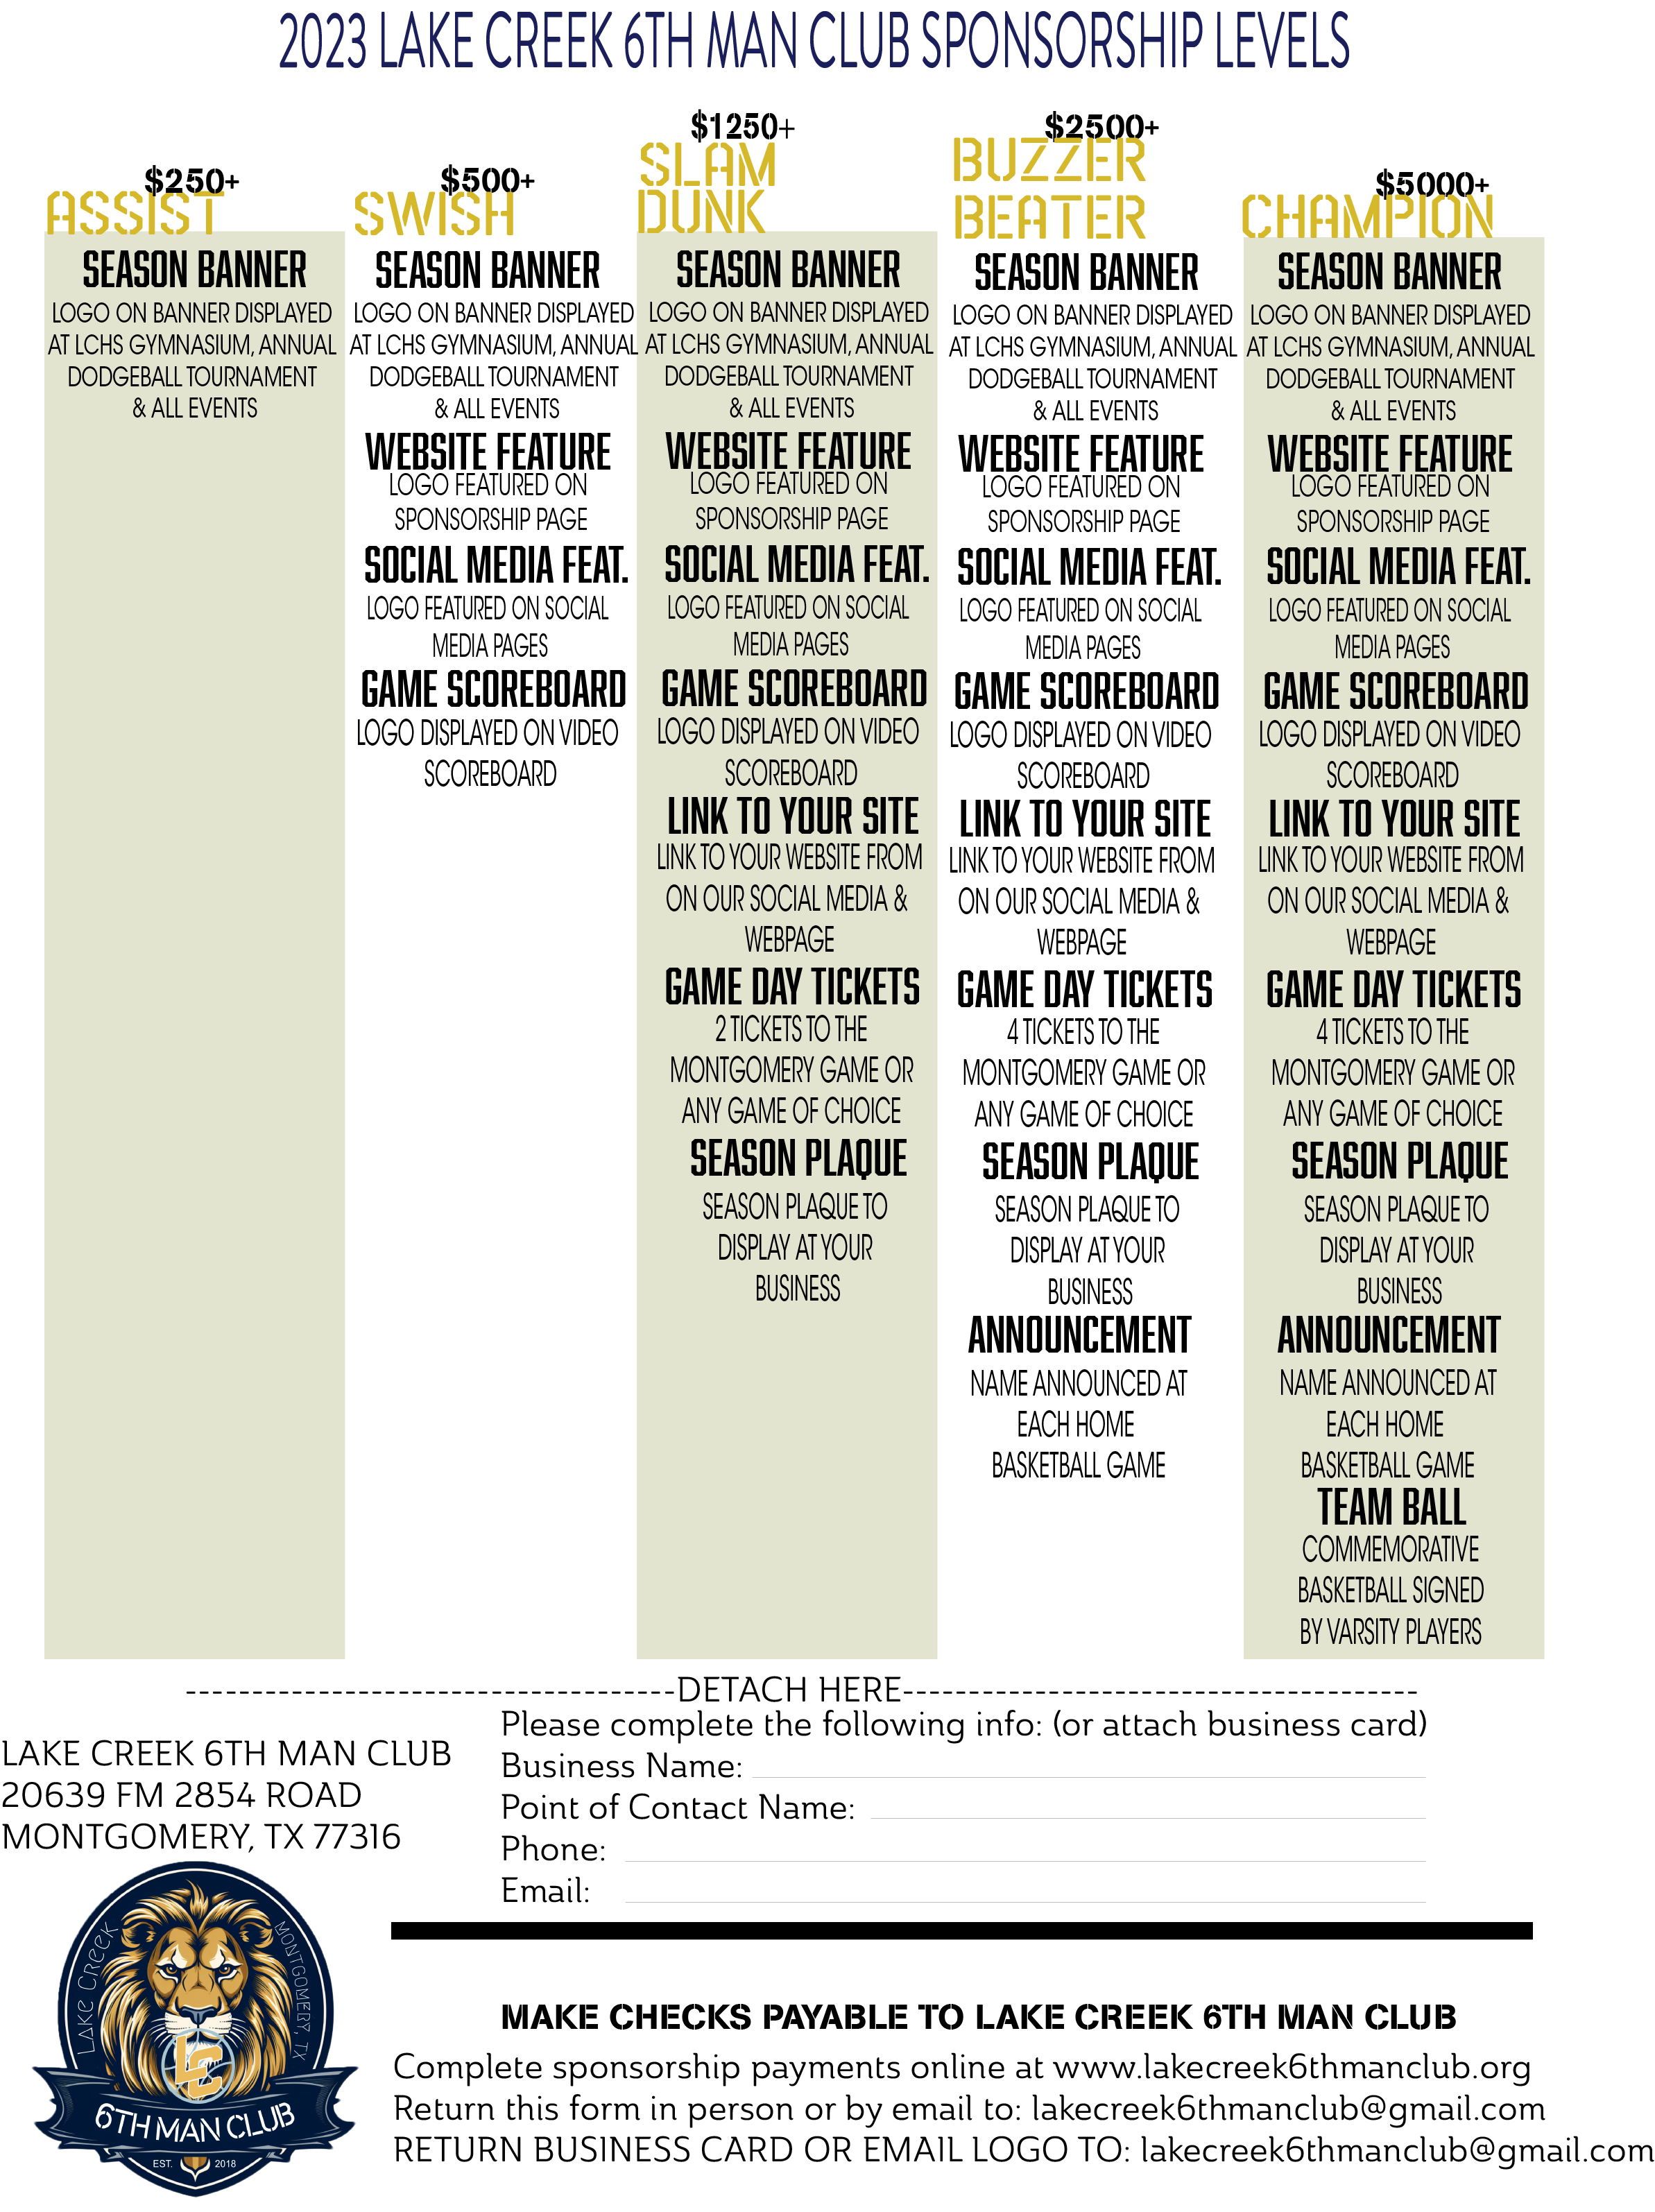 2023 LAKE CREEK 6TH MAN CLUB SPONSORSHIP LEVELS
$250+
ASSIST
SEASON BANNER
LOGO ON BANNER DISPLAYED
AT LCHS GYMNASIUM, ANNUAL
DODGEBALL TOURNAMENT
& ALL EVENTS
$500+
SWISH
SEASON BANNER
LOGO ON BANNER DISPLAYED
AT LCHS GYMNASIUM, ANNUAL
DODGEBALL TOURNAMENT
& ALL EVENTS
WEBSITE FEATURE
LOGO FEATURED ON
SPONSORSHIP PAGE
SOCIAL MEDIA FEAT.
LOGO FEATURED ON SOCIAL
MEDIA PAGES
GAME SCOREBOARD
LOGO DISPLAYED ON VIDEO
SCOREBOARD
$1250+
SLAM
DUNK
SEASON BANNER
LOGO ON BANNER DISPLAYED
AT LCHS GYMNASIUM, ANNUAL
DODGEBALL TOURNAMENT
& ALL EVENTS
WEBSITE FEATURE
LOGO FEATURED ON
SPONSORSHIP PAGE
SOCIAL MEDIA FEAT.
LOGO FEATURED ON SOCIAL
MEDIA PAGES
GAME SCOREBOARD
LOGO DISPLAYED ON VIDEO
SCOREBOARD
LINK TO YOUR SITE
LINK TO YOUR WEBSITE FROM
ON OUR SOCIAL MEDIA &
WEBPAGE
GAME DAY TICKETS
2 TICKETS TO THE
MONTGOMERY GAME OR
ANY GAME OF CHOICE
SEASON PLAQUE
SEASON PLAQUE TO
DISPLAY AT YOUR
BUSINESS
$2500+
BUZZER
BEATER
SEASON BANNER
LOGO ON BANNER DISPLAYED
AT LCHS GYMNASIUM, ANNUAL
DODGEBALL TOURNAMENT
& ALL EVENTS
WEBSITE FEATURE
LOGO FEATURED ON
SPONSORSHIP PAGE
SOCIAL MEDIA FEAT.
LOGO FEATURED ON SOCIAL
MEDIA PAGES
GAME SCOREBOARD
LOGO DISPLAYED ON VIDEO
SCOREBOARD
LINK TO YOUR SITE
LINK TO YOUR WEBSITE FROM
ON OUR SOCIAL MEDIA &
WEBPAGE
GAME DAY TICKETS
4 TICKETS TO THE
MONTGOMERY GAME OR
ANY GAME OF CHOICE
SEASON PLAQUE
SEASON PLAQUE TO
DISPLAY AT YOUR
BUSINESS
ANNOUNCEMENT
NAME ANNOUNCED AT
EACH HOME
BASKETBALL GAME
$5000+
CHAMPION
SEASON BANNER
LOGO ON BANNER DISPLAYED
AT LCHS GYMNASIUM, ANNUAL
DODGEBALL TOURNAMENT
& ALL EVENTS
WEBSITE FEATURE
LOGO FEATURED ON
SPONSORSHIP PAGE
SOCIAL MEDIA FEAT.
LOGO FEATURED ON SOCIAL
MEDIA PAGES
GAME SCOREBOARD
LOGO DISPLAYED ON VIDEO
SCOREBOARD
LINK TO YOUR SITE
LINK TO YOUR WEBSITE FROM
ON OUR SOCIAL MEDIA &
WEBPAGE
GAME DAY TICKETS
4 TICKETS TO THE
MONTGOMERY GAME OR
ANY GAME OF CHOICE
SEASON PLAQUE
SEASON PLAQUE TO
DISPLAY AT YOUR
BUSINESS
ANNOUNCEMENT
NAME ANNOUNCED AT
EACH HOME
BASKETBALL GAME
TEAM BALL
COMMEMORATIVE
BASKETBALL SIGNED
BY VARSITY PLAYERS
-------------------------------------DETACH HERE---------------------------------------
LAKE CREEK 6TH MAN CLUB
20639 FM 2854 ROAD
MONTGOMERY, TX 77316
Please complete the following info: (or attach business card)
Business Name:
Point of Contact Name:
Phone:
Email:
Lake Creek
MONTGOMERY, TX
LC
6TH MAN CLUB
EST. 2018
MAKE CHECKS PAYABLE TO LAKE CREEK 6TH MAN CLUB
Complete sponsorship payments online at www.lakecreek6thmanclub.org
Return this form in person or by email to: lakecreek6thmanclub@gmail.com
RETURN BUSINESS CARD OR EMAIL LOGO TO: lakecreek6thmanclub@gmail.com